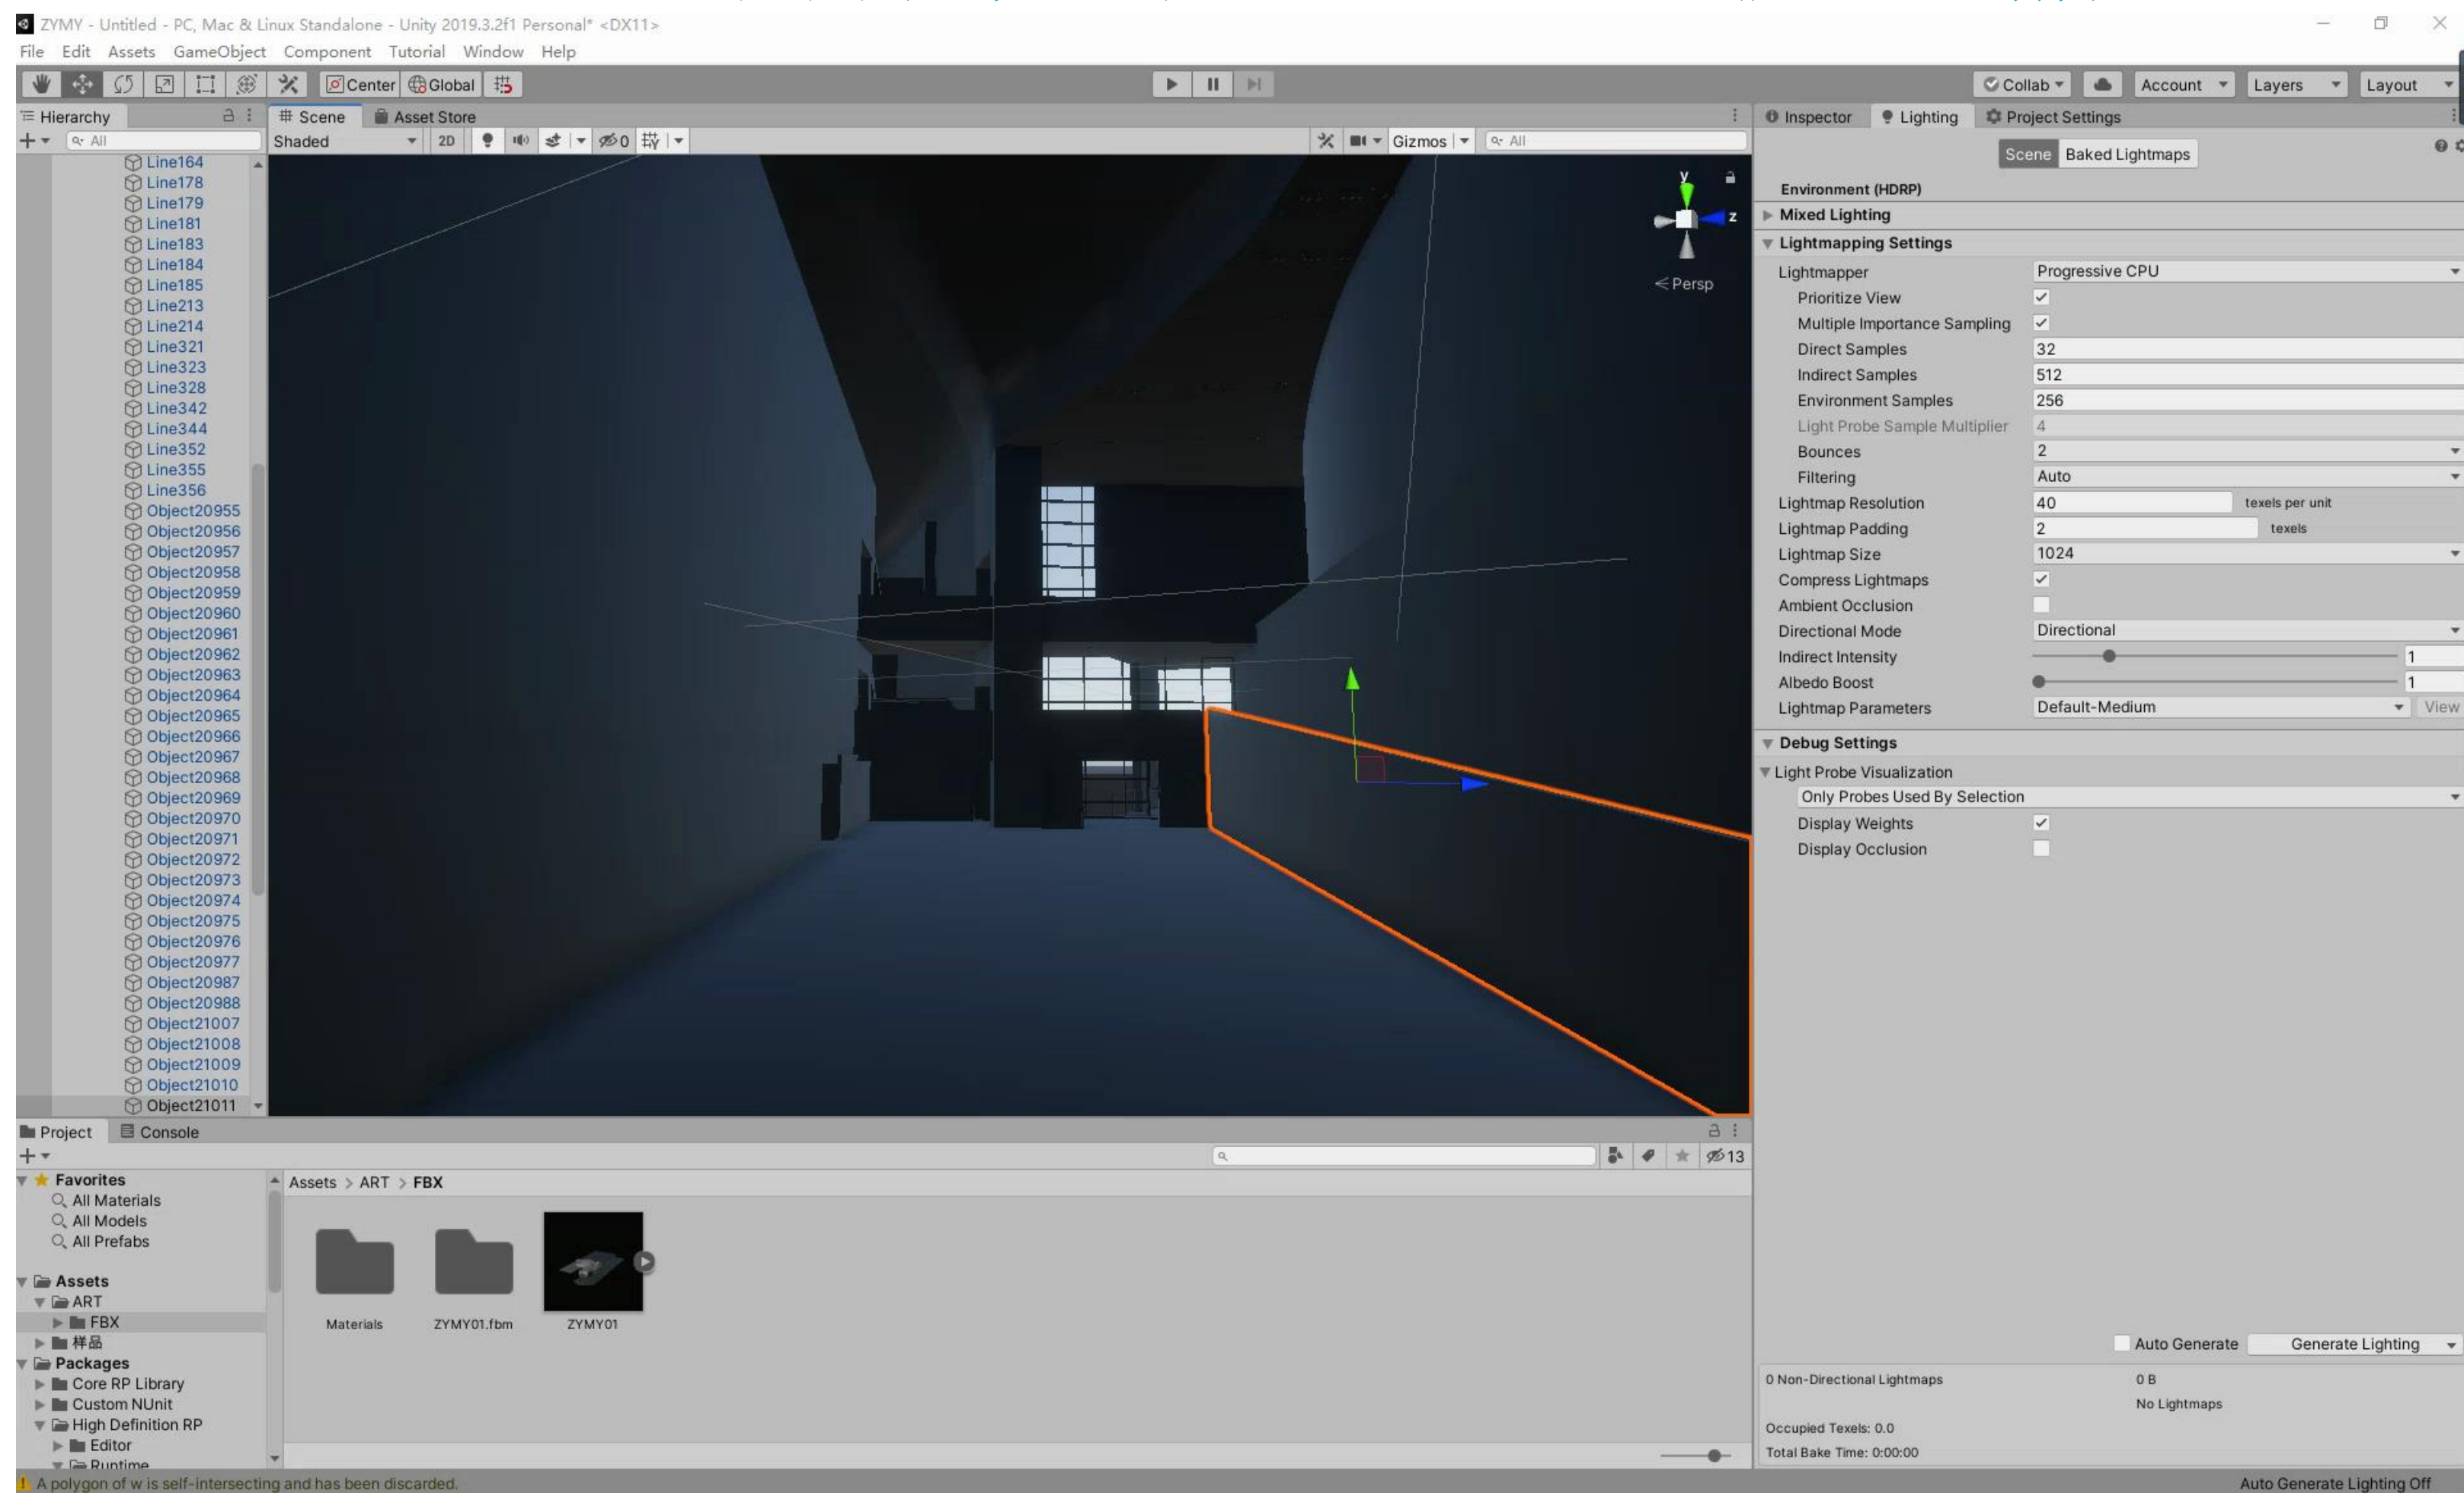 ZYMY - Untitled - PC, Mac & Linux Standalone - Unity 2019.3.2f1 Personal* <DX11>
File Edit Assets GameObject Component Tutorial Window Help
Center Global Collab Account Layers Layout
Hierarchy
All
Line164
Line178
Line179
Line181
Line183
Line184
Line185
Line213
Line214
Line321
Line323
Line328
Line342
Line344
Line352
Line355
Line356
Object20955
Object20956
Object20957
Object20958
Object20959
Object20960
Object20961
Object20962
Object20963
Object20964
Object20965
Object20966
Object20967
Object20968
Object20969
Object20970
Object20971
Object20972
Object20973
Object20974
Object20975
Object20976
Object20977
Object20987
Object20988
Object21007
Object21008
Object21009
Object21010
Object21011
Scene Asset Store
Shaded 2D 0 Gizmos All
y
z
Persp
Inspector Lighting Project Settings
Scene Baked Lightmaps
Environment (HDRP)
Mixed Lighting
Lightmapping Settings
Lightmapper Progressive CPU
Prioritize View
Multiple Importance Sampling
Direct Samples 32
Indirect Samples 512
Environment Samples 256
Light Probe Sample Multiplier 4
Bounces 2
Filtering Auto
Lightmap Resolution 40 texels per unit
Lightmap Padding 2 texels
Lightmap Size 1024
Compress Lightmaps
Ambient Occlusion
Directional Mode Directional
Indirect Intensity 1
Albedo Boost 1
Lightmap Parameters Default-Medium View
Debug Settings
Light Probe Visualization
Only Probes Used By Selection
Display Weights
Display Occlusion
Auto Generate Generate Lighting
0 Non-Directional Lightmaps 0 B
No Lightmaps
Occupied Texels: 0.0
Total Bake Time: 0:00:00
Project Console
13
Favorites
All Materials
All Models
All Prefabs
Assets
ART
FBX
样品
Packages
Core RP Library
Custom NUnit
High Definition RP
Editor
Runtime
Assets > ART > FBX
Materials ZYMY01.fbm ZYMY01
A polygon of w is self-intersecting and has been discarded.
Auto Generate Lighting Off